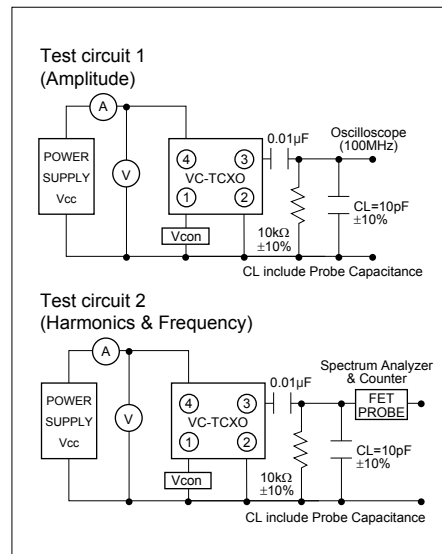 Test circuit 1
(Amplitude)
A
POWER
SUPPLY
Vcc
V
4 3
VC-TCXO
1 2
Vcon
0.01µF
10kΩ
±10%
Oscilloscope
(100MHz)
CL=10pF
±10%
CL include Probe Capacitance
Test circuit 2
(Harmonics & Frequency)
A
POWER
SUPPLY
Vcc
V
4 3
VC-TCXO
1 2
Vcon
0.01µF
10kΩ
±10%
Spectrum Analyzer
& Counter
FET
PROBE
CL=10pF
±10%
CL include Probe Capacitance